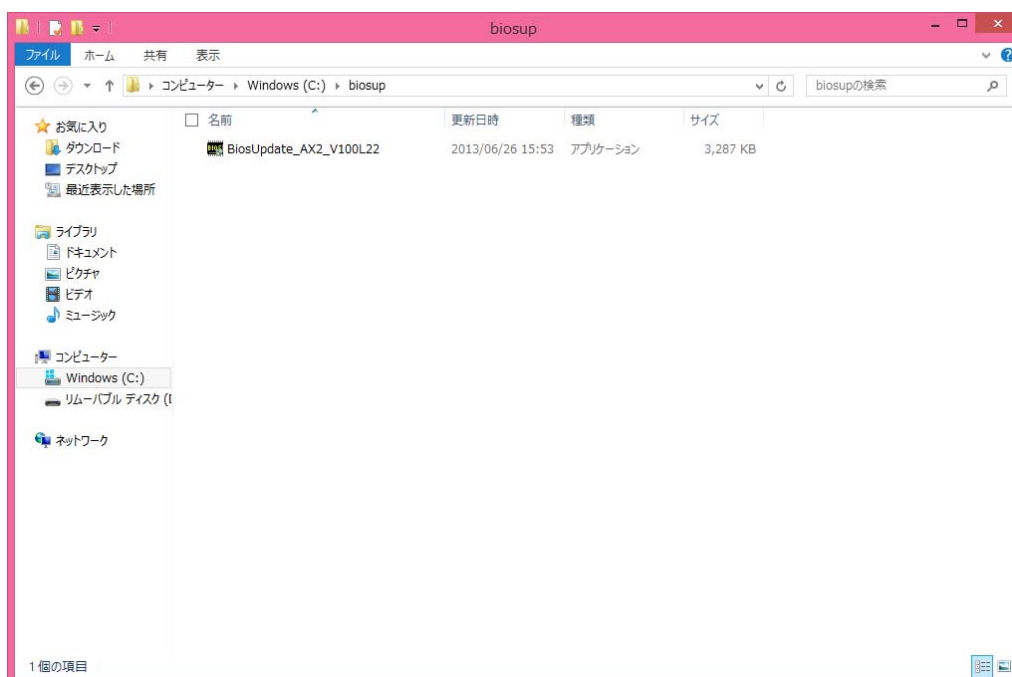 biosup
ファイル ホーム 共有 表示
コンピューター Windows (C:) biosup biosupの検索
お気に入り
ダウンロード
デスクトップ
最近表示した場所
ライブラリ
ドキュメント
ピクチャ
ビデオ
ミュージック
コンピューター
Windows (C:)
リムーバブル ディスク (
ネットワーク
名前 更新日時 種類 サイズ
BiosUpdate_AX2_V100L22 2013/06/26 15:53 アプリケーション 3,287 KB
1 個の項目